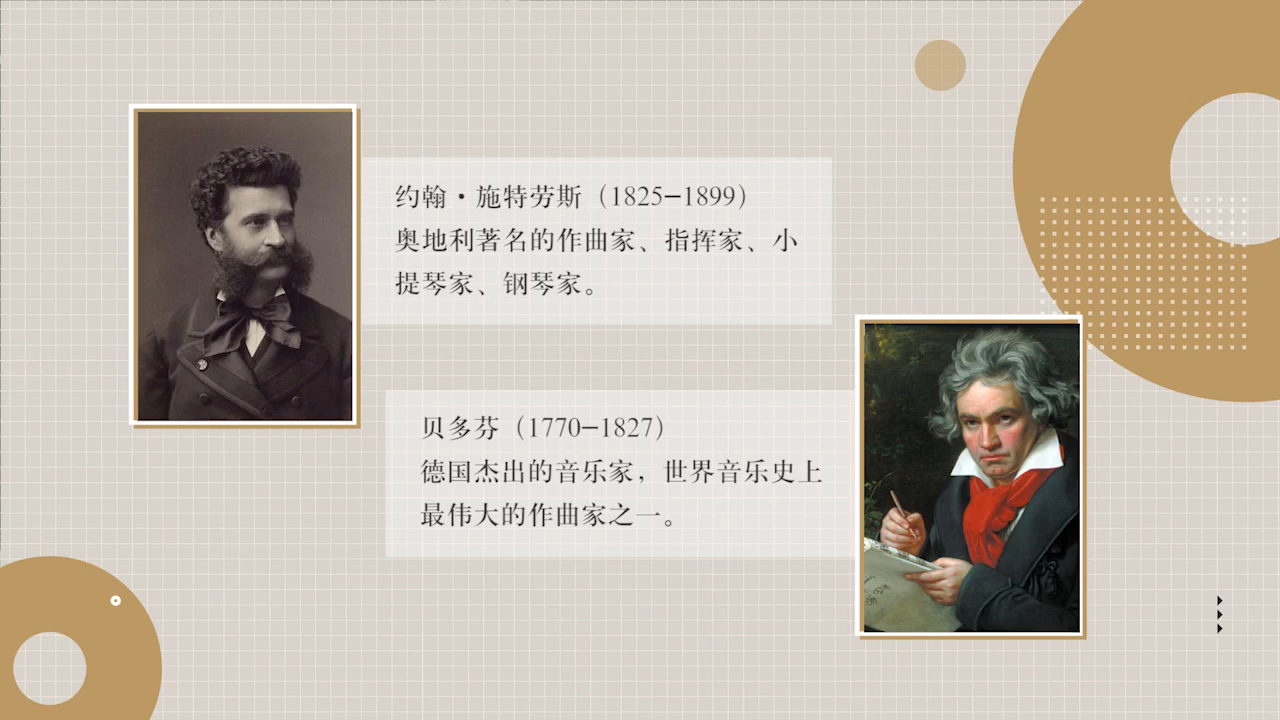 约翰·施特劳斯（1825-1899）
奥地利著名的作曲家、指挥家、小
提琴家、钢琴家。
贝多芬（1770-1827）
德国杰出的音乐家，世界音乐史上
最伟大的作曲家之一。